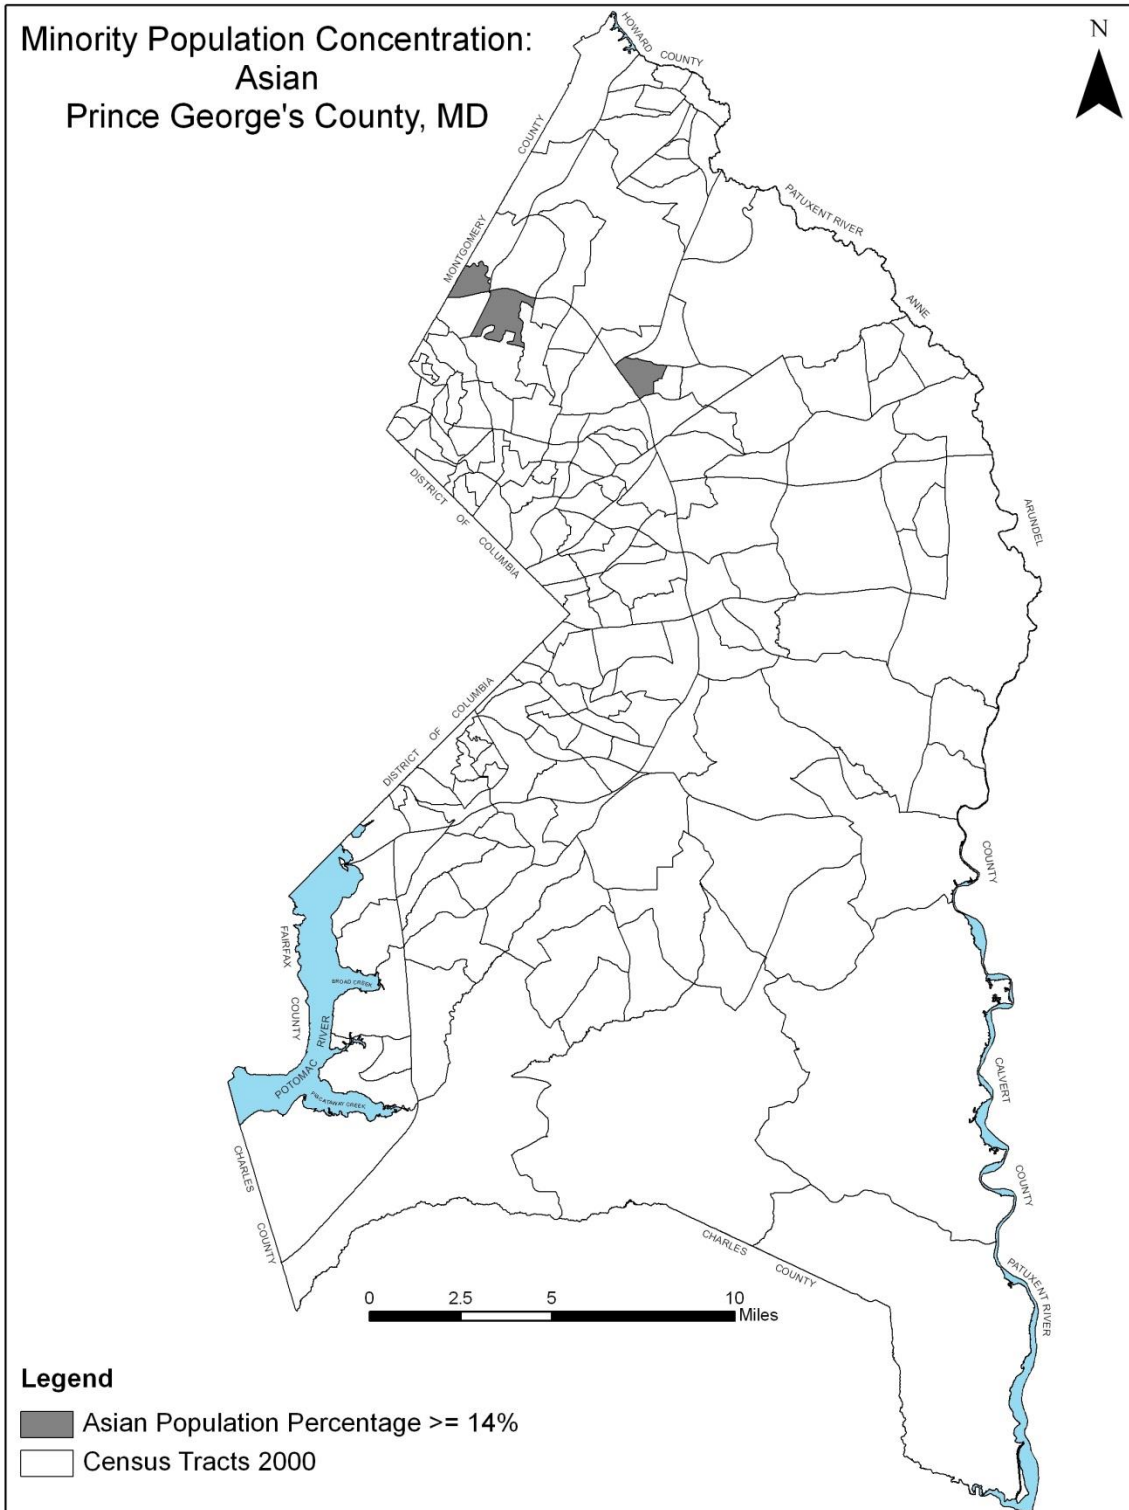 Minority Population Concentration:
Asian
Prince George's County, MD
N
HOWARD
COUNTY
COUNTY
MONTGOMERY
PATUXENT RIVER
ANNE
ARUNDEL
DISTRICT OF COLUMBIA
DISTRICT OF COLUMBIA
COUNTY
FAIRFAX
COUNTY
BROAD CREEK
POTOMAC RIVER
PISCATAWAY CREEK
CALVERT
COUNTY
CHARLES
COUNTY
CHARLES
COUNTY
PATUXENT RIVER
0 2.5 5 10
Miles
Legend
Asian Population Percentage >= 14%
Census Tracts 2000